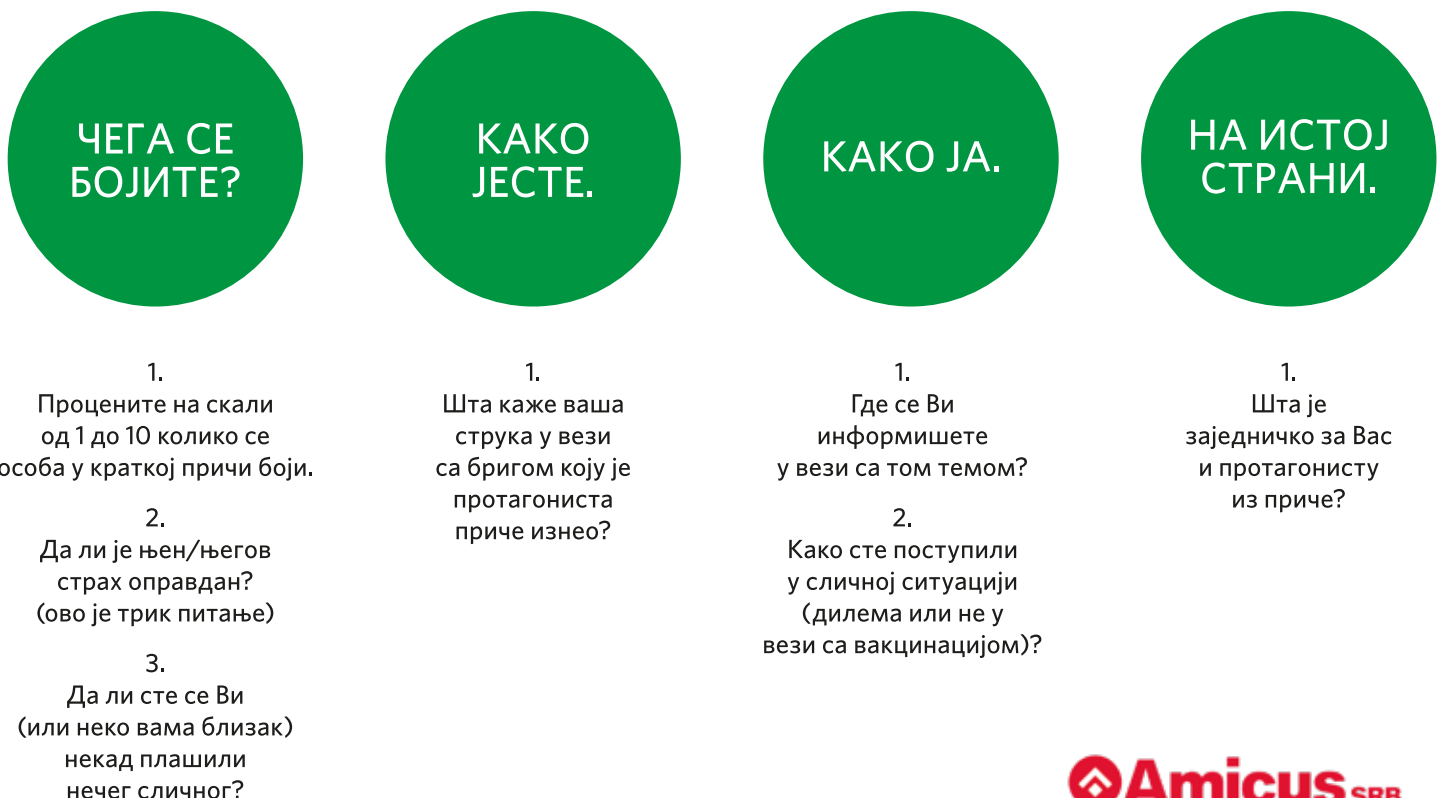 ЧЕГА СЕ
БОЈИТЕ?
1.
Процените на скали
од 1 до 10 колико се
особа у краткој причи боји.
2.
Да ли је њен/његов
страх оправдан?
(ово је трик питање)
3.
Да ли сте се Ви
(или неко вама близак)
некад плашили
нечег сличног?
КАКО
ЈЕСТЕ.
1.
Шта каже ваша
струка у вези
са бригом коју је
протагониста
приче изнео?
КАКО ЈА.
1.
Где се Ви
информишете
у вези са том темом?
2.
Како сте поступили
у сличној ситуацији
(дилема или не у
вези са вакцинацијом)?
НА ИСТОЈ
СТРАНИ.
1.
Шта је
заједничко за Вас
и протагонисту
из приче?
Amicus SRB